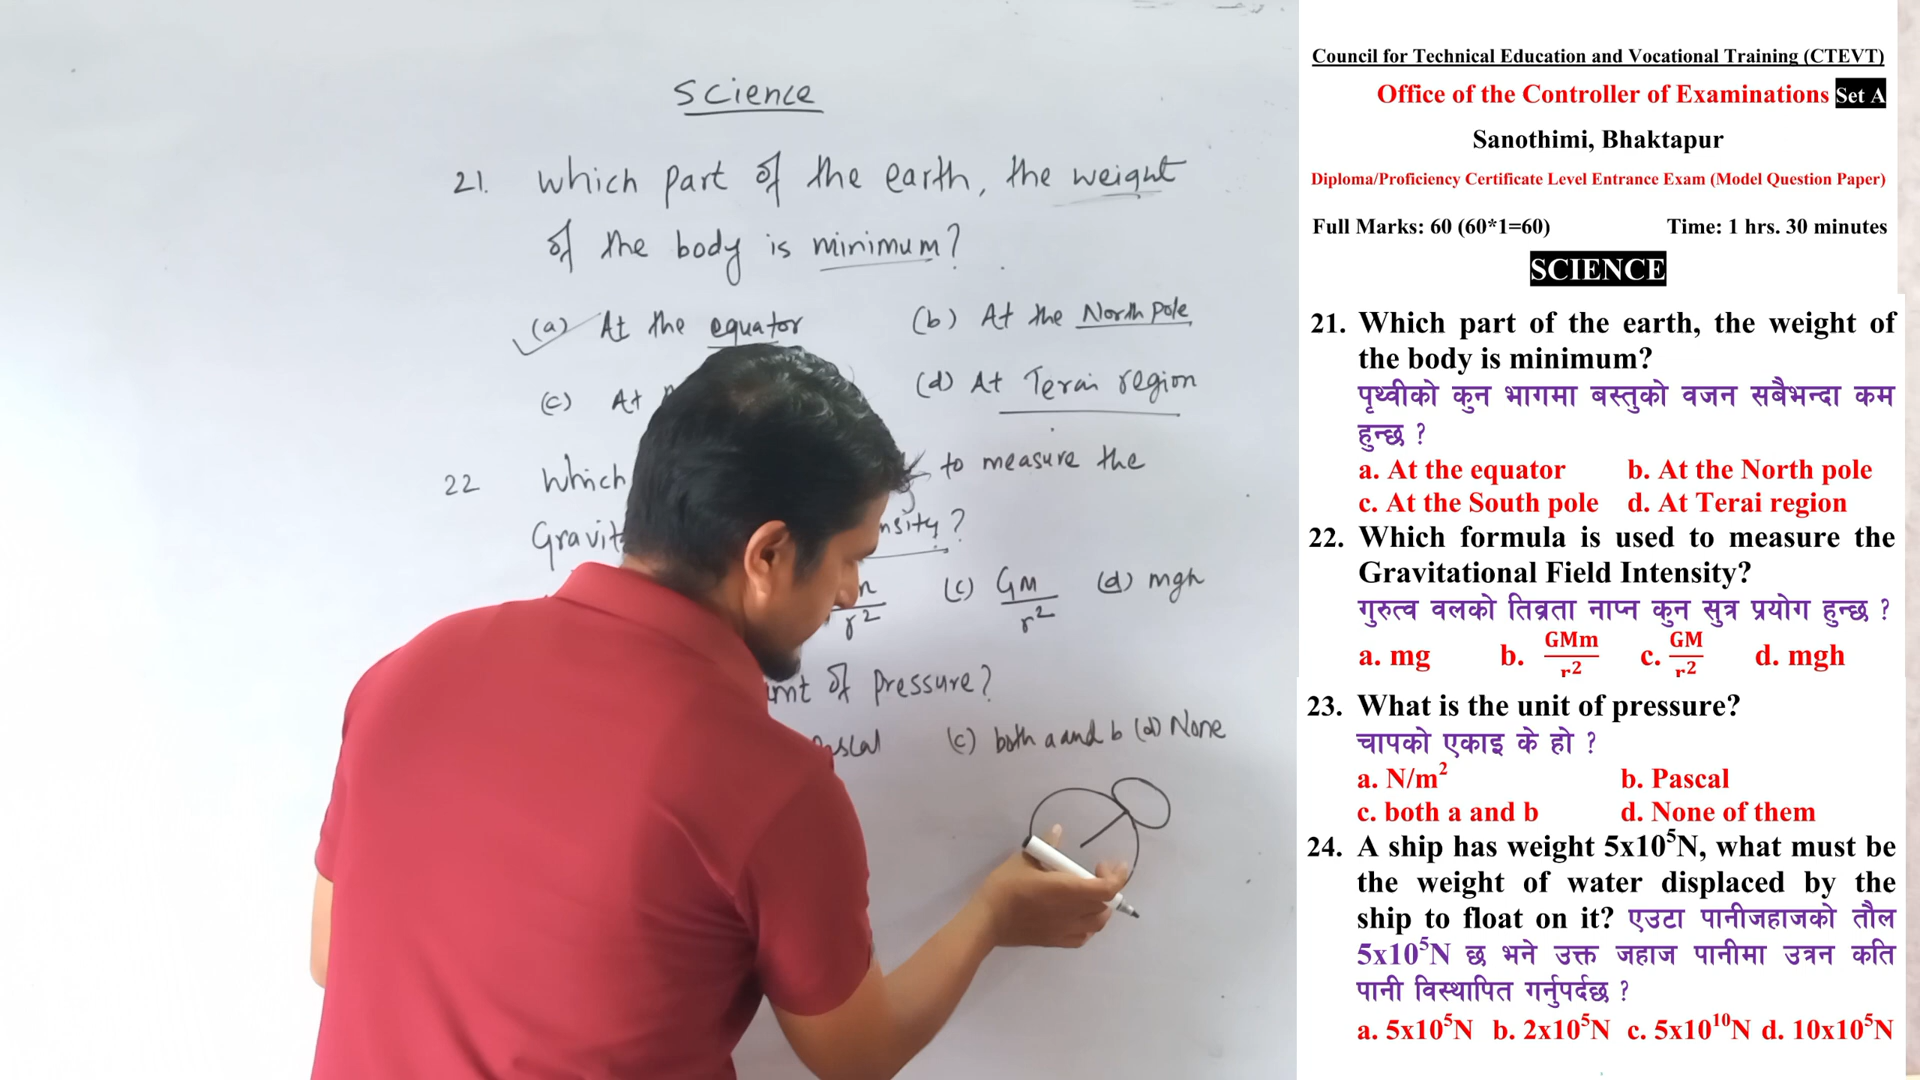 Science
21. Which part of the earth, the weight
of the body is minimum?
(a) At the equator (b) At the North pole
(c) At (d) At Terai region
22 Which to measure the
Gravit nsity?
r² (c) GM/r² (d) mgh
of pressure?
scal (c) both a and b (d) None
Council for Technical Education and Vocational Training (CTEVT)
Office of the Controller of Examinations Set A
Sanothimi, Bhaktapur
Diploma/Proficiency Certificate Level Entrance Exam (Model Question Paper)
Full Marks: 60 (60*1=60) Time: 1 hrs. 30 minutes
SCIENCE
21. Which part of the earth, the weight of
the body is minimum?
पृथ्वीको कुन भागमा बस्तुको वजन सबैभन्दा कम
हुन्छ ?
a. At the equator b. At the North pole
c. At the South pole d. At Terai region
22. Which formula is used to measure the
Gravitational Field Intensity?
गुरुत्व वलको तिव्रता नाप्न कुन सुत्र प्रयोग हुन्छ ?
a. mg b. GMm/r² c. GM/r² d. mgh
23. What is the unit of pressure?
चापको एकाइ के हो ?
a. N/m² b. Pascal
c. both a and b d. None of them
24. A ship has weight 5x10⁵N, what must be
the weight of water displaced by the
ship to float on it? एउटा पानीजहाजको तौल
5x10⁵N छ भने उक्त जहाज पानीमा उत्रन कति
पानी विस्थापित गर्नुपर्दछ ?
a. 5x10⁵N b. 2x10⁵N c. 5x10¹⁰N d. 10x10⁵N